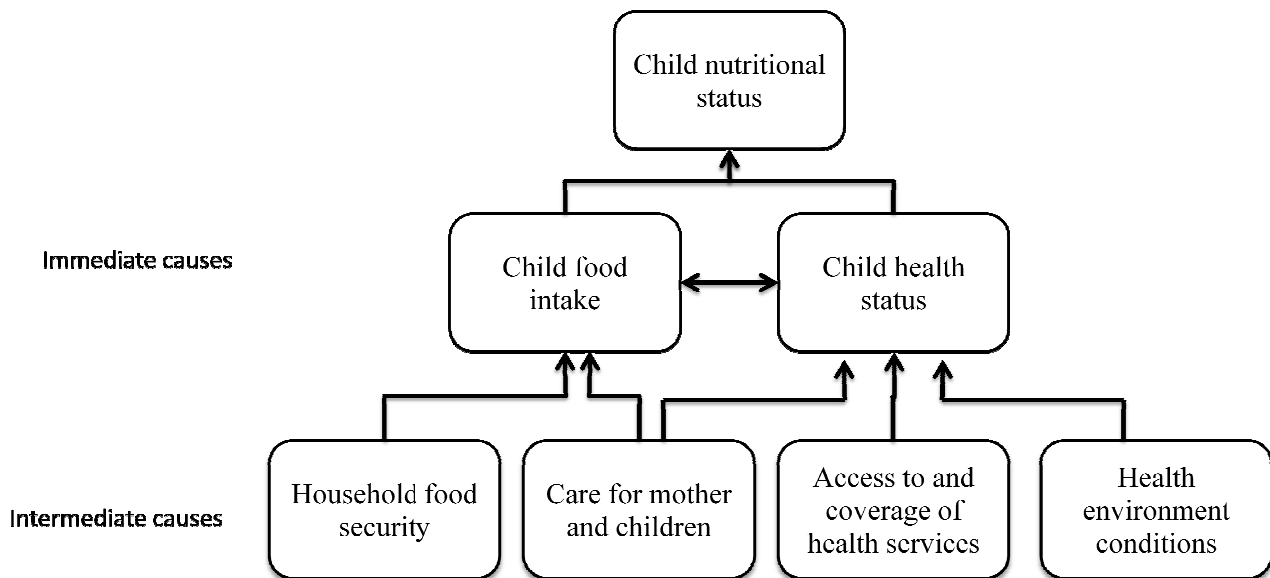 Child nutritional
status
Immediate causes
Child food
intake
Child health
status
Intermediate causes
Household food
security
Care for mother
and children
Access to and
coverage of
health services
Health
environment
conditions